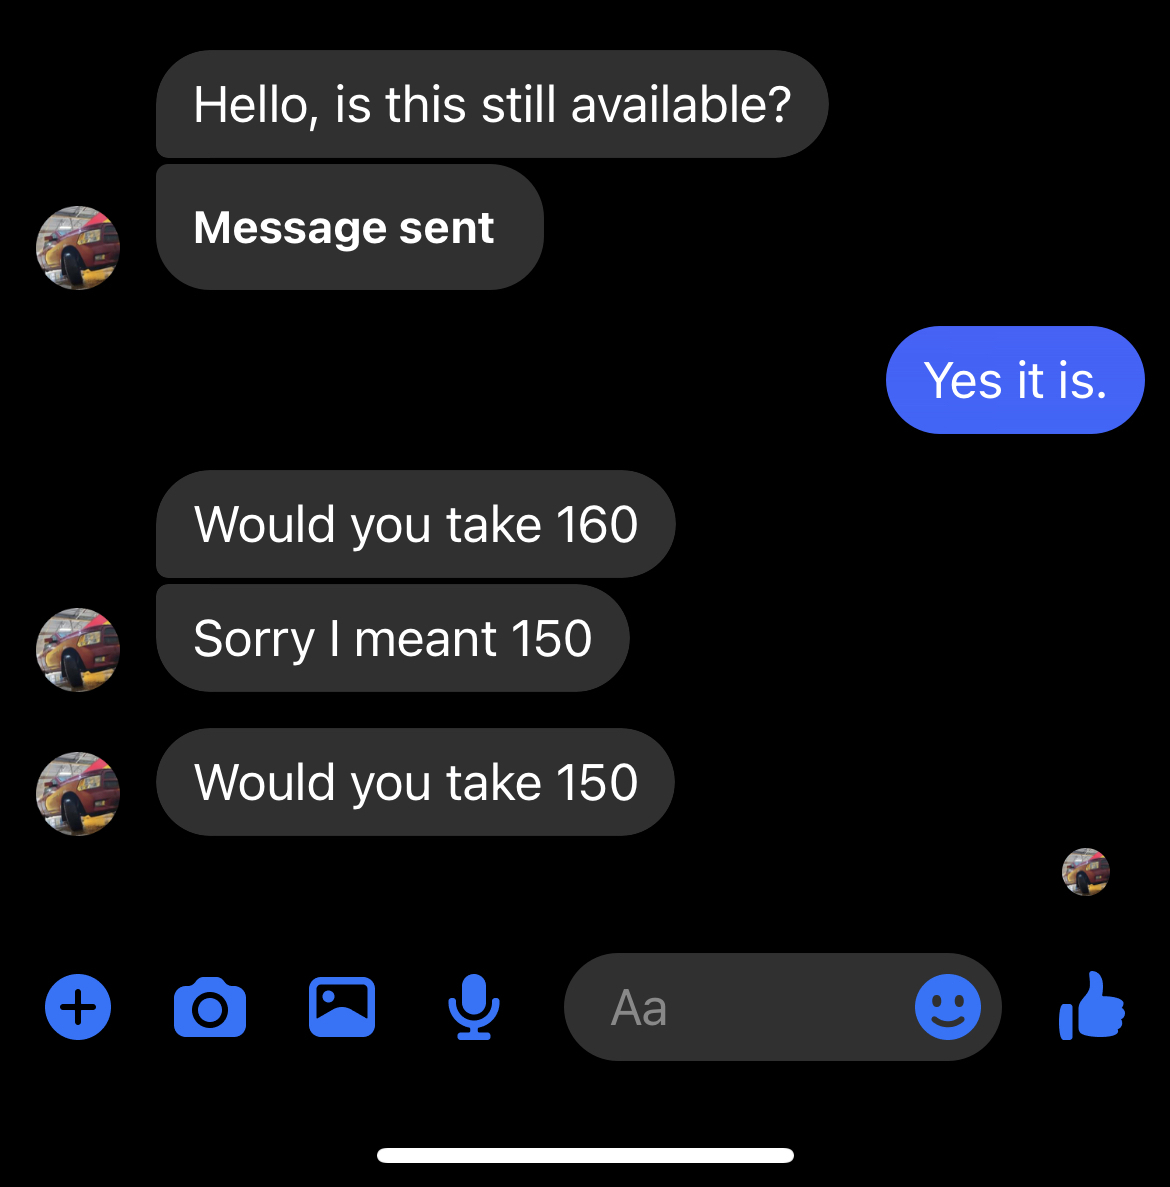 Hello, is this still available?
Message sent
Yes it is.
Would you take 160
Sorry I meant 150
Would you take 150
Aa